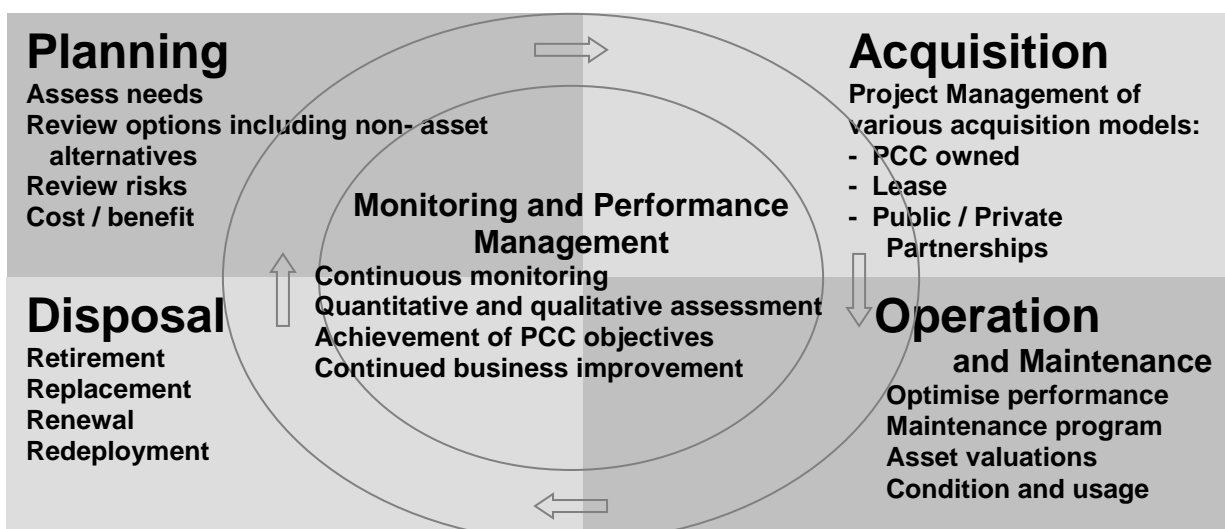 Planning
Assess needs
Review options including non- asset
alternatives
Review risks
Cost / benefit
Acquisition
Project Management of
various acquisition models:
- PCC owned
- Lease
- Public / Private
Partnerships
Monitoring and Performance
Management
Continuous monitoring
Quantitative and qualitative assessment
Achievement of PCC objectives
Continued business improvement
Disposal
Retirement
Replacement
Renewal
Redeployment
Operation
and Maintenance
Optimise performance
Maintenance program
Asset valuations
Condition and usage